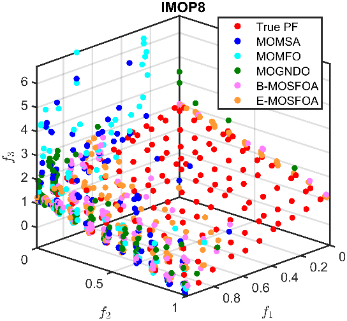 IMOP8
True PF
MOMSA
MOMFO
MOGNDO
B-MOSFOA
E-MOSFOA
6
5
4
3
2
1
0
f3
0
0.5
1
f2
0.8
0.6
0.4
0.2
0
f1